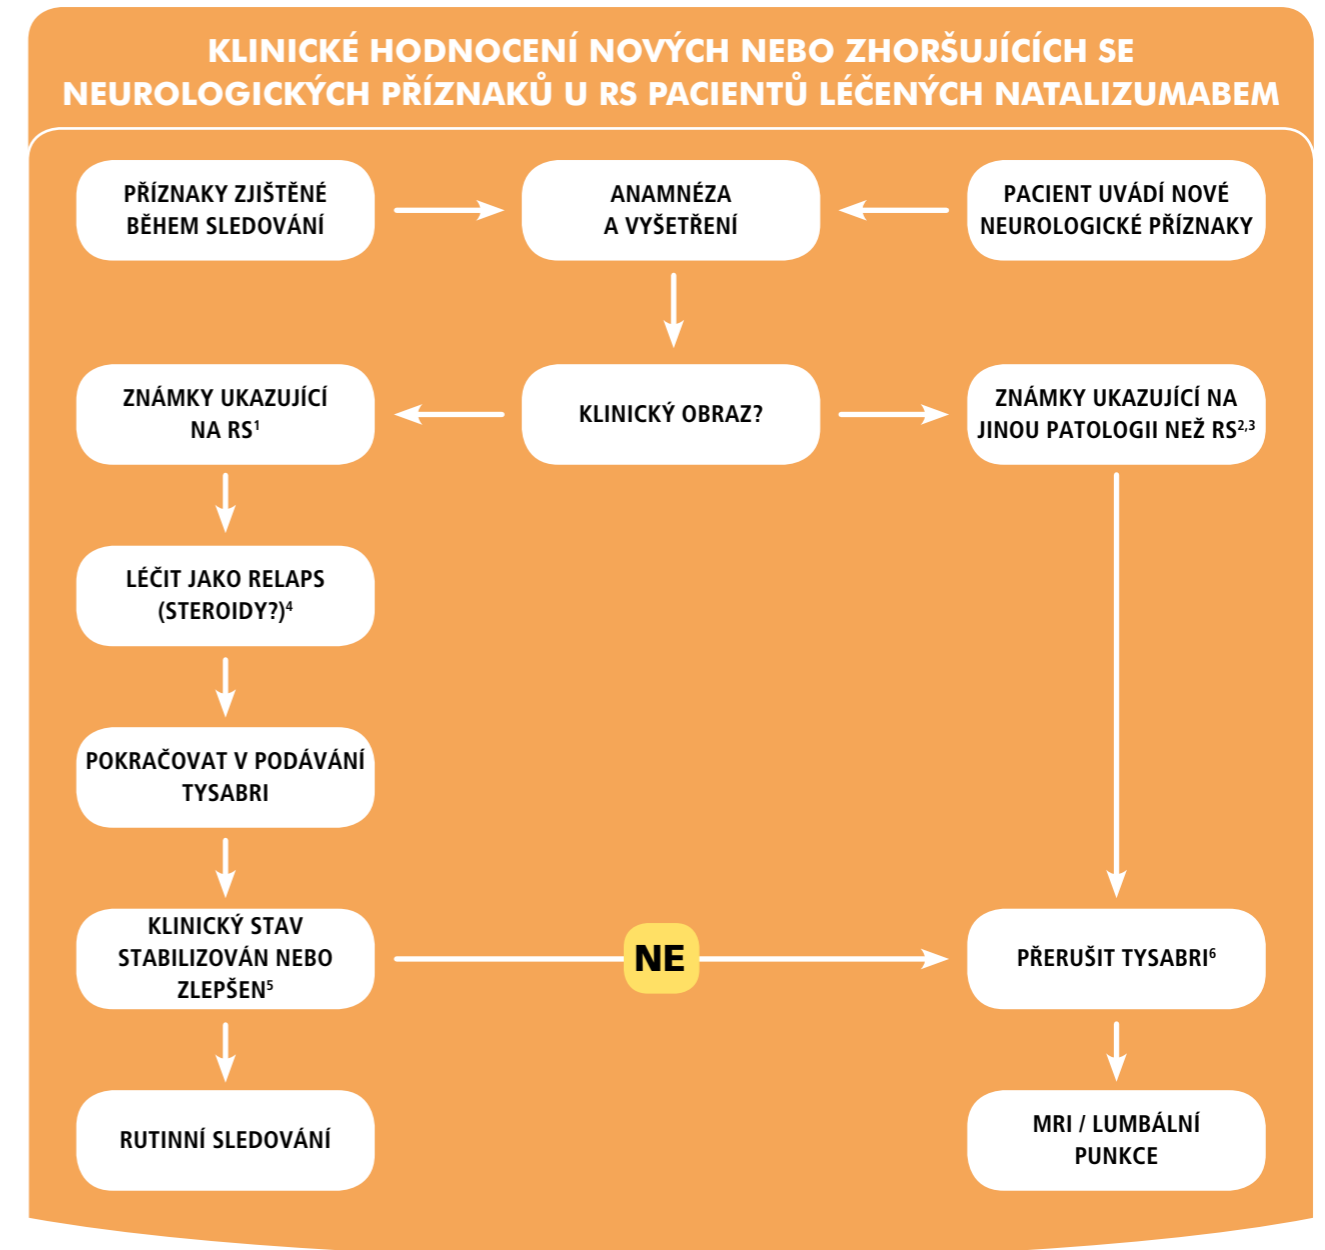 KLINICKÉ HODNOCENÍ NOVÝCH NEBO ZHORŠUJÍCÍCH SE
NEUROLOGICKÝCH PŘÍZNAKŮ U RS PACIENTŮ LÉČENÝCH NATALIZUMABEM
PŘÍZNAKY ZJIŠTĚNÉ
BĚHEM SLEDOVÁNÍ
ANAMNÉZA
A VYŠETŘENÍ
PACIENT UVÁDÍ NOVÉ
NEUROLOGICKÉ PŘÍZNAKY
ZNÁMKY UKAZUJÍCÍ
NA RS¹
KLINICKÝ OBRAZ?
ZNÁMKY UKAZUJÍCÍ NA
JINOU PATOLOGII NEŽ RS²,³
LÉČIT JAKO RELAPS
(STEROIDY?)⁴
POKRAČOVAT V PODÁVÁNÍ
TYSABRI
KLINICKÝ STAV
STABILIZOVÁN NEBO
ZLEPŠEN⁵
NE
PŘERUŠIT TYSABRI⁶
RUTINNÍ SLEDOVÁNÍ
MRI / LUMBÁLNÍ
PUNKCE